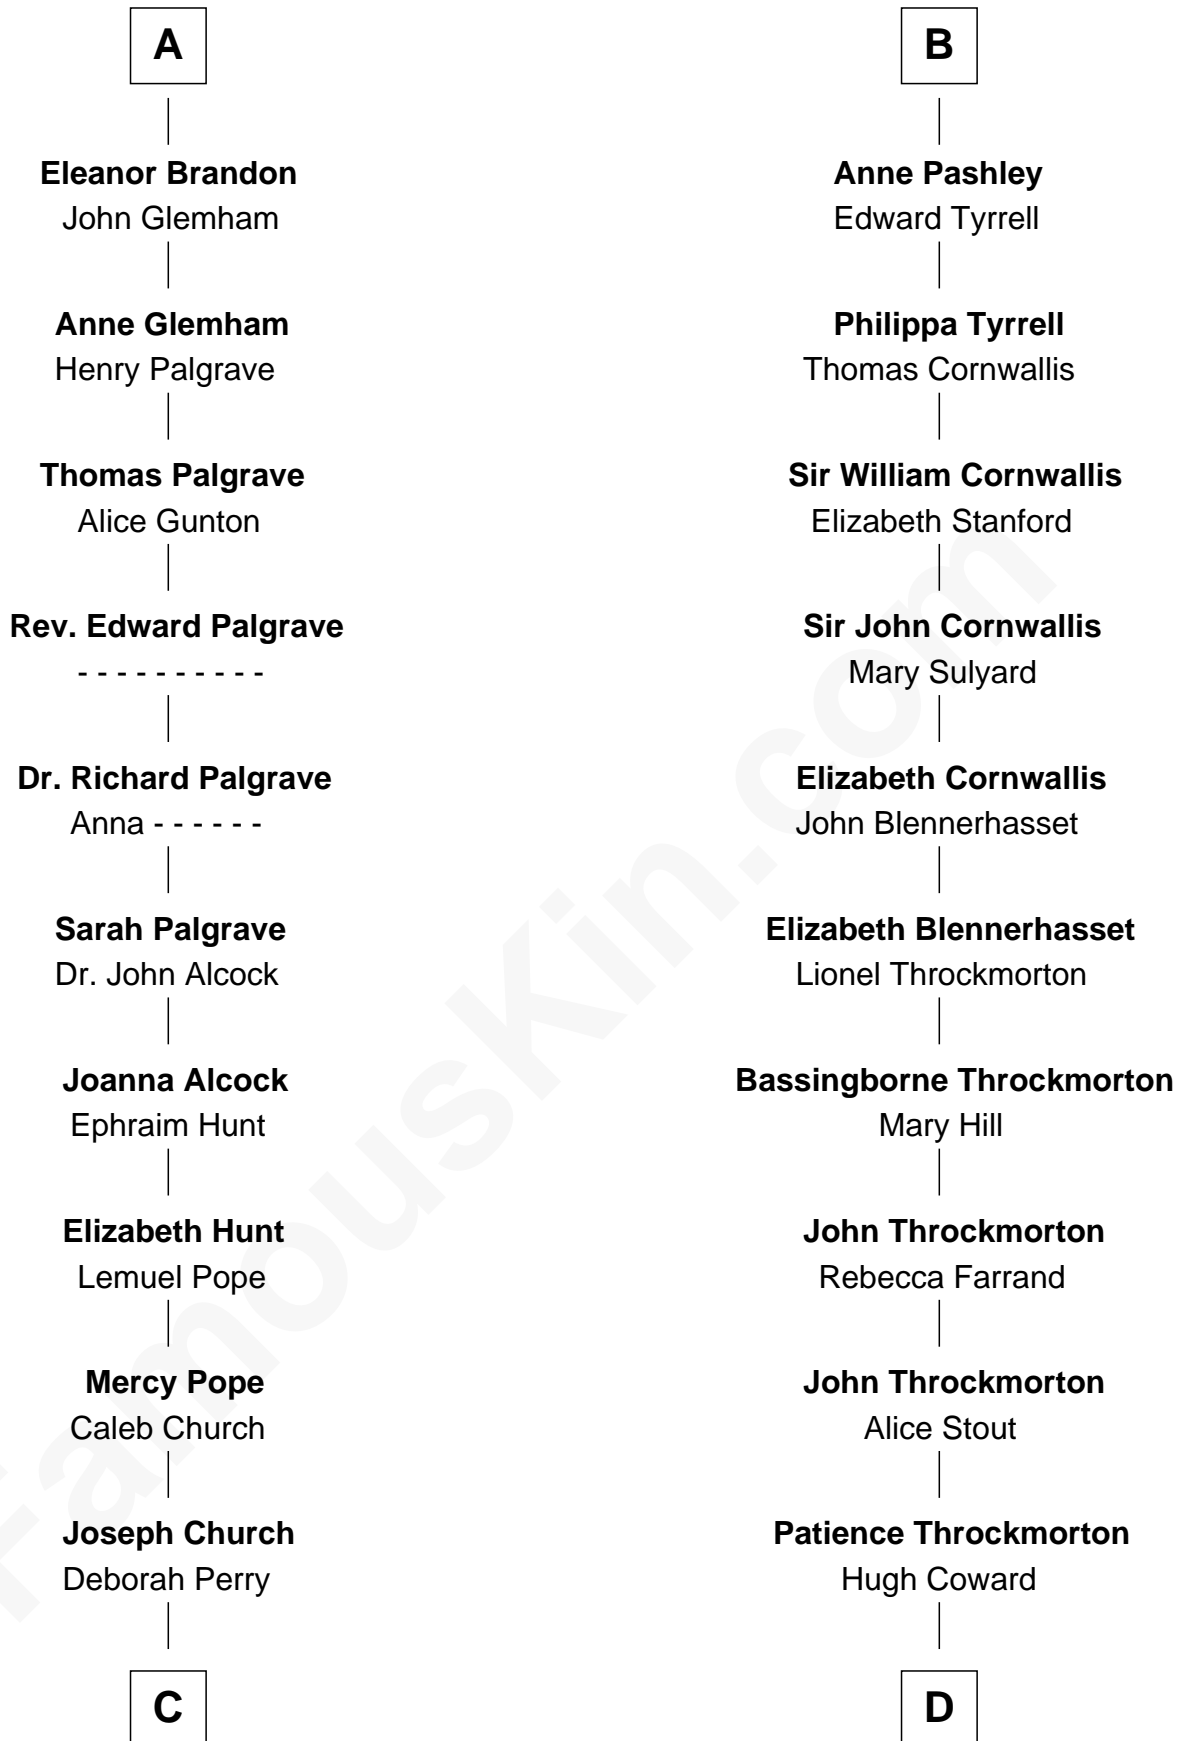 A
Eleanor Brandon
John Glemham
Anne Glemham
Henry Palgrave
Thomas Palgrave
Alice Gunton
Rev. Edward Palgrave
- - - - - - - - - -
Dr. Richard Palgrave
Anna - - - - - -
Sarah Palgrave
Dr. John Alcock
Joanna Alcock
Ephraim Hunt
Elizabeth Hunt
Lemuel Pope
Mercy Pope
Caleb Church
Joseph Church
Deborah Perry
C
B
Anne Pashley
Edward Tyrrell
Philippa Tyrrell
Thomas Cornwallis
Sir William Cornwallis
Elizabeth Stanford
Sir John Cornwallis
Mary Sulyard
Elizabeth Cornwallis
John Blennerhasset
Elizabeth Blennerhasset
Lionel Throckmorton
Bassingborne Throckmorton
Mary Hill
John Throckmorton
Rebecca Farrand
John Throckmorton
Alice Stout
Patience Throckmorton
Hugh Coward
D
FamousKin.com